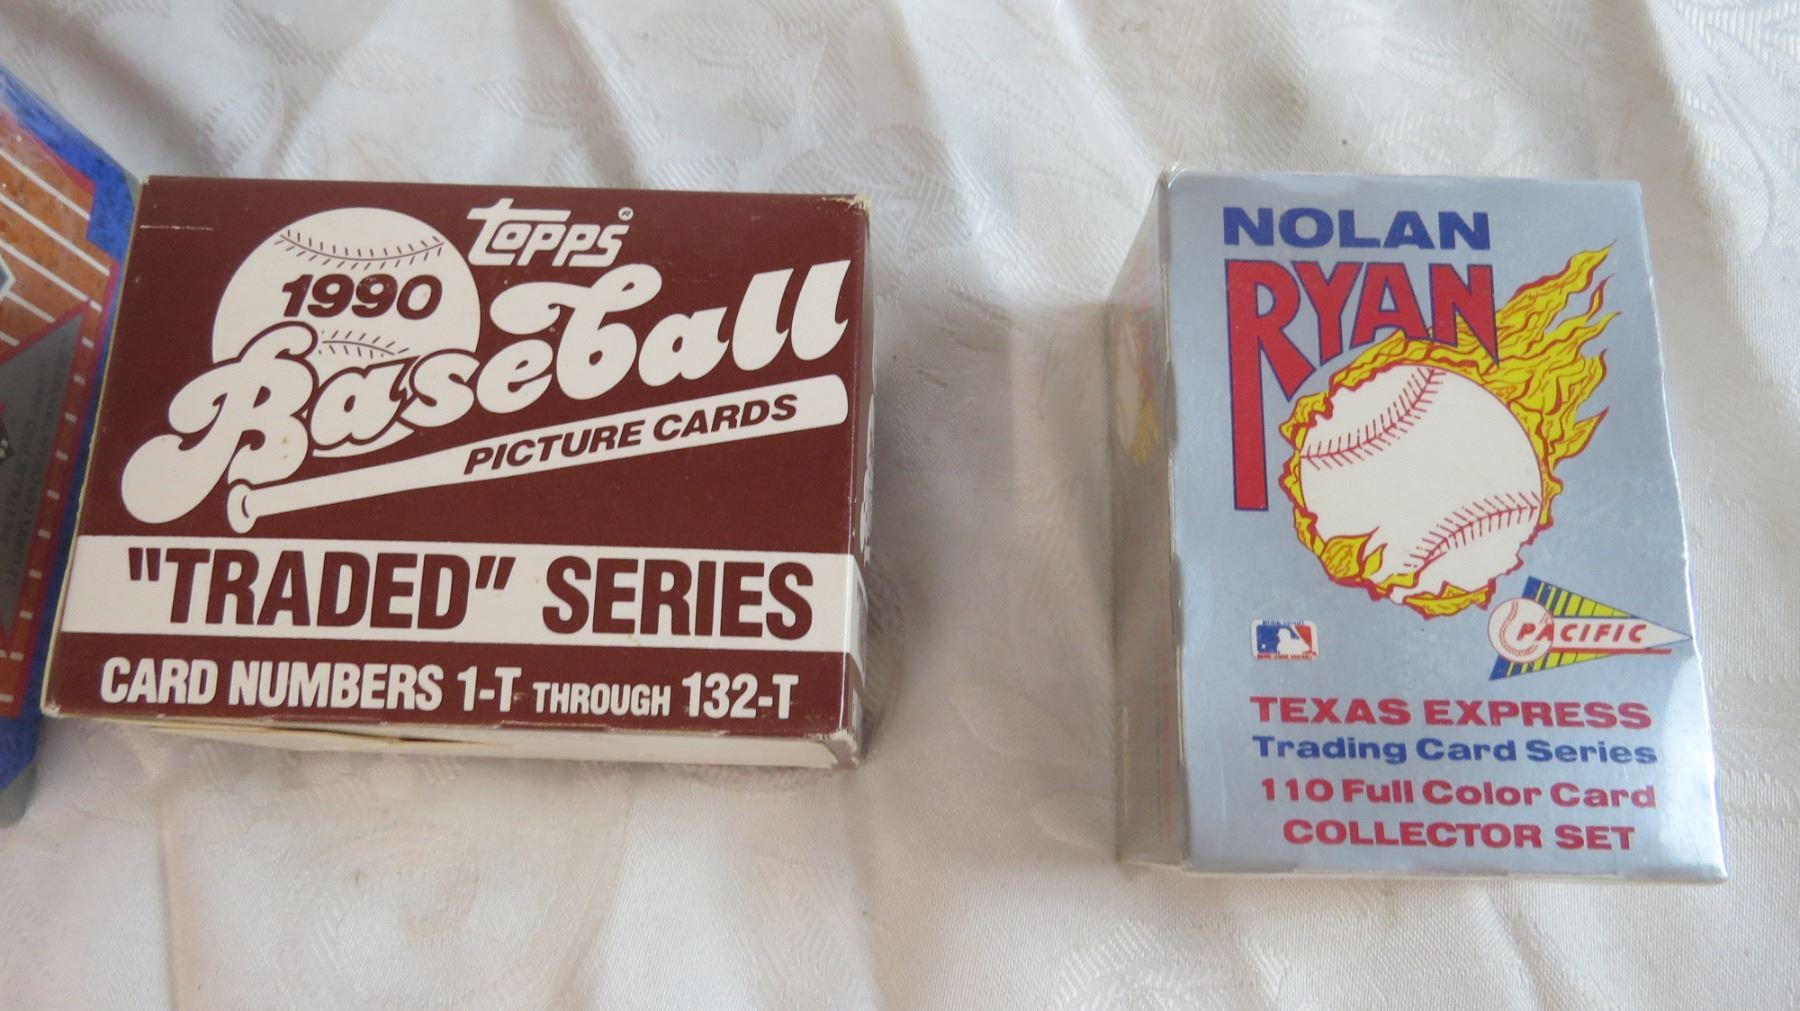 topps®
1990
Baseball
PICTURE CARDS
"TRADED" SERIES
CARD NUMBERS 1-T THROUGH 132-T
NOLAN
RYAN
PACIFIC
TEXAS EXPRESS
Trading Card Series
110 Full Color Card
COLLECTOR SET